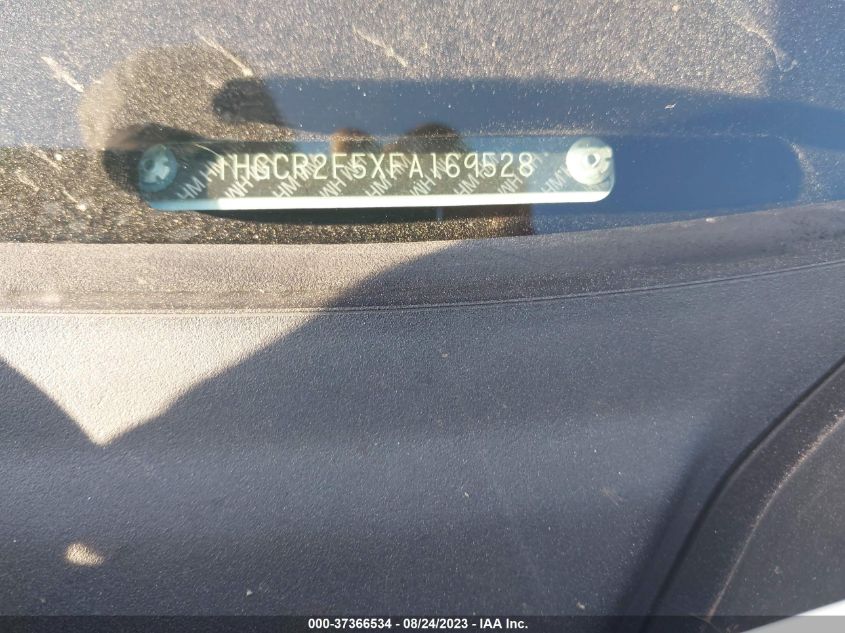 1HGCR2F5XFA169528
000-37366534 - 08/24/2023 - IAA Inc.